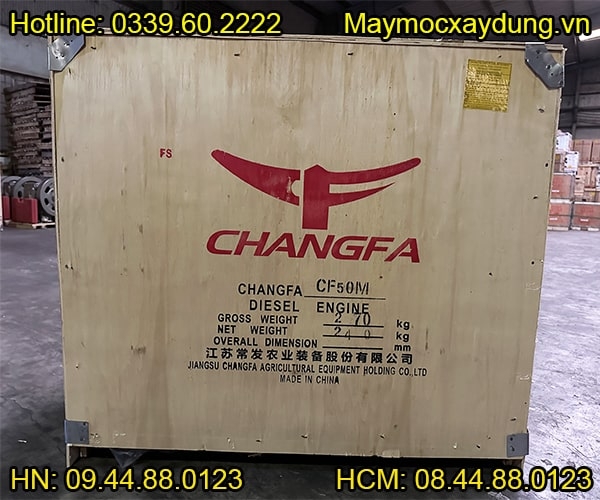 Hotline: 0339.60.2222
Maymocxaydung.vn
FS
CHANGFA
CHANGFA CF50M
DIESEL ENGINE
GROSS WEIGHT 270 kg
NET WEIGHT 240 kg
OVERALL DIMENSION mm
江苏常发农业装备股份有限公司
JIANGSU CHANGFA AGRICULTURAL EQUIPMENT HOLDING CO.,LTD
MADE IN CHINA
HN: 09.44.88.0123
HCM: 08.44.88.0123